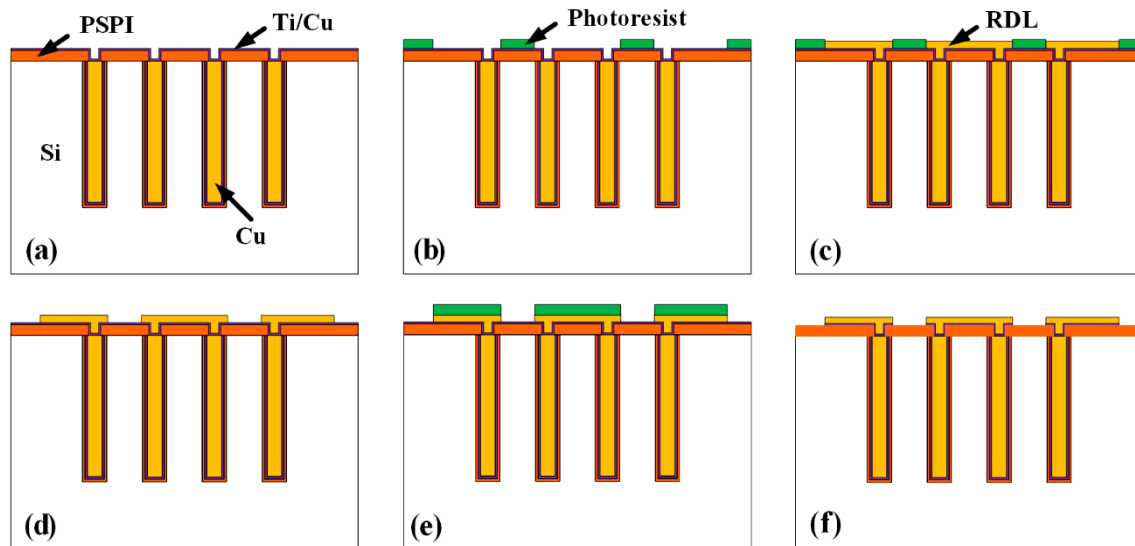 PSPI
Ti/Cu
Si
Cu
(a)
Photoresist
(b)
RDL
(c)
(d)
(e)
(f)